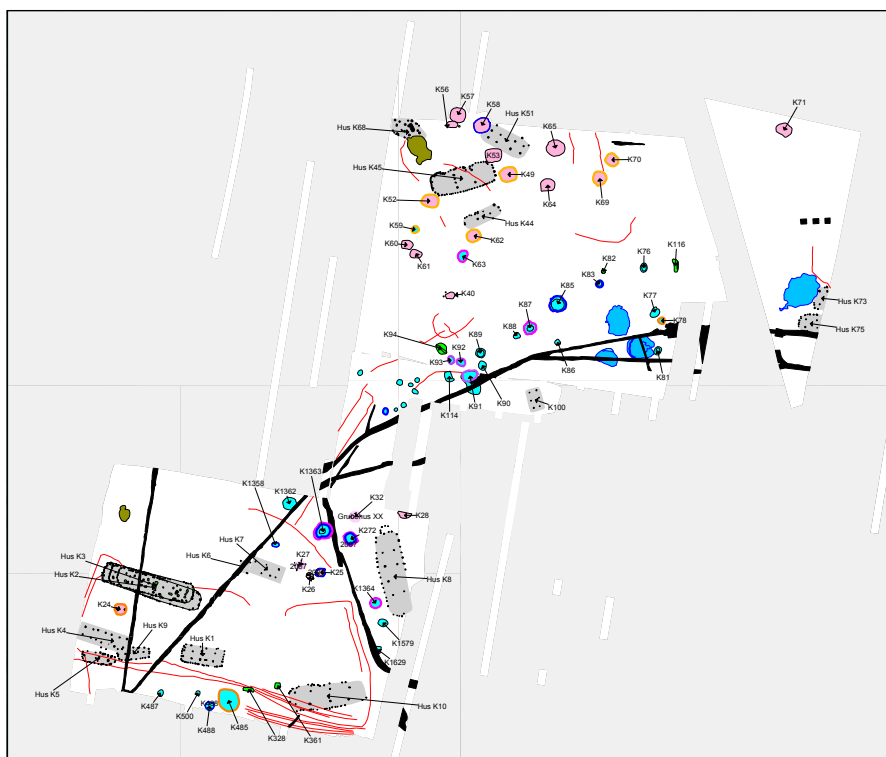 K56
K57
K58
K71
Hus K68
Hus K51
K65
K53
K70
Hus K45
K49
K52
K64
K69
K59
Hus K44
K60
K62
K61
K63
K82
K76
K116
K83
K85
K40
Hus K73
K87
K77
K78
Hus K75
K94
K89
K88
K92
K93
K86
K81
K90
K91
K114
K100
K1363
K1358
K1362
K32
K28
Grubehus XX
K272
Hus K7
Hus K3
Hus K6
K27
Hus K2
K25
Hus K8
K26
K1364
K24
Hus K4
Hus K9
Hus K1
K1579
K1629
Hus K5
K487
K500
K488
K485
Hus K10
K328
K361